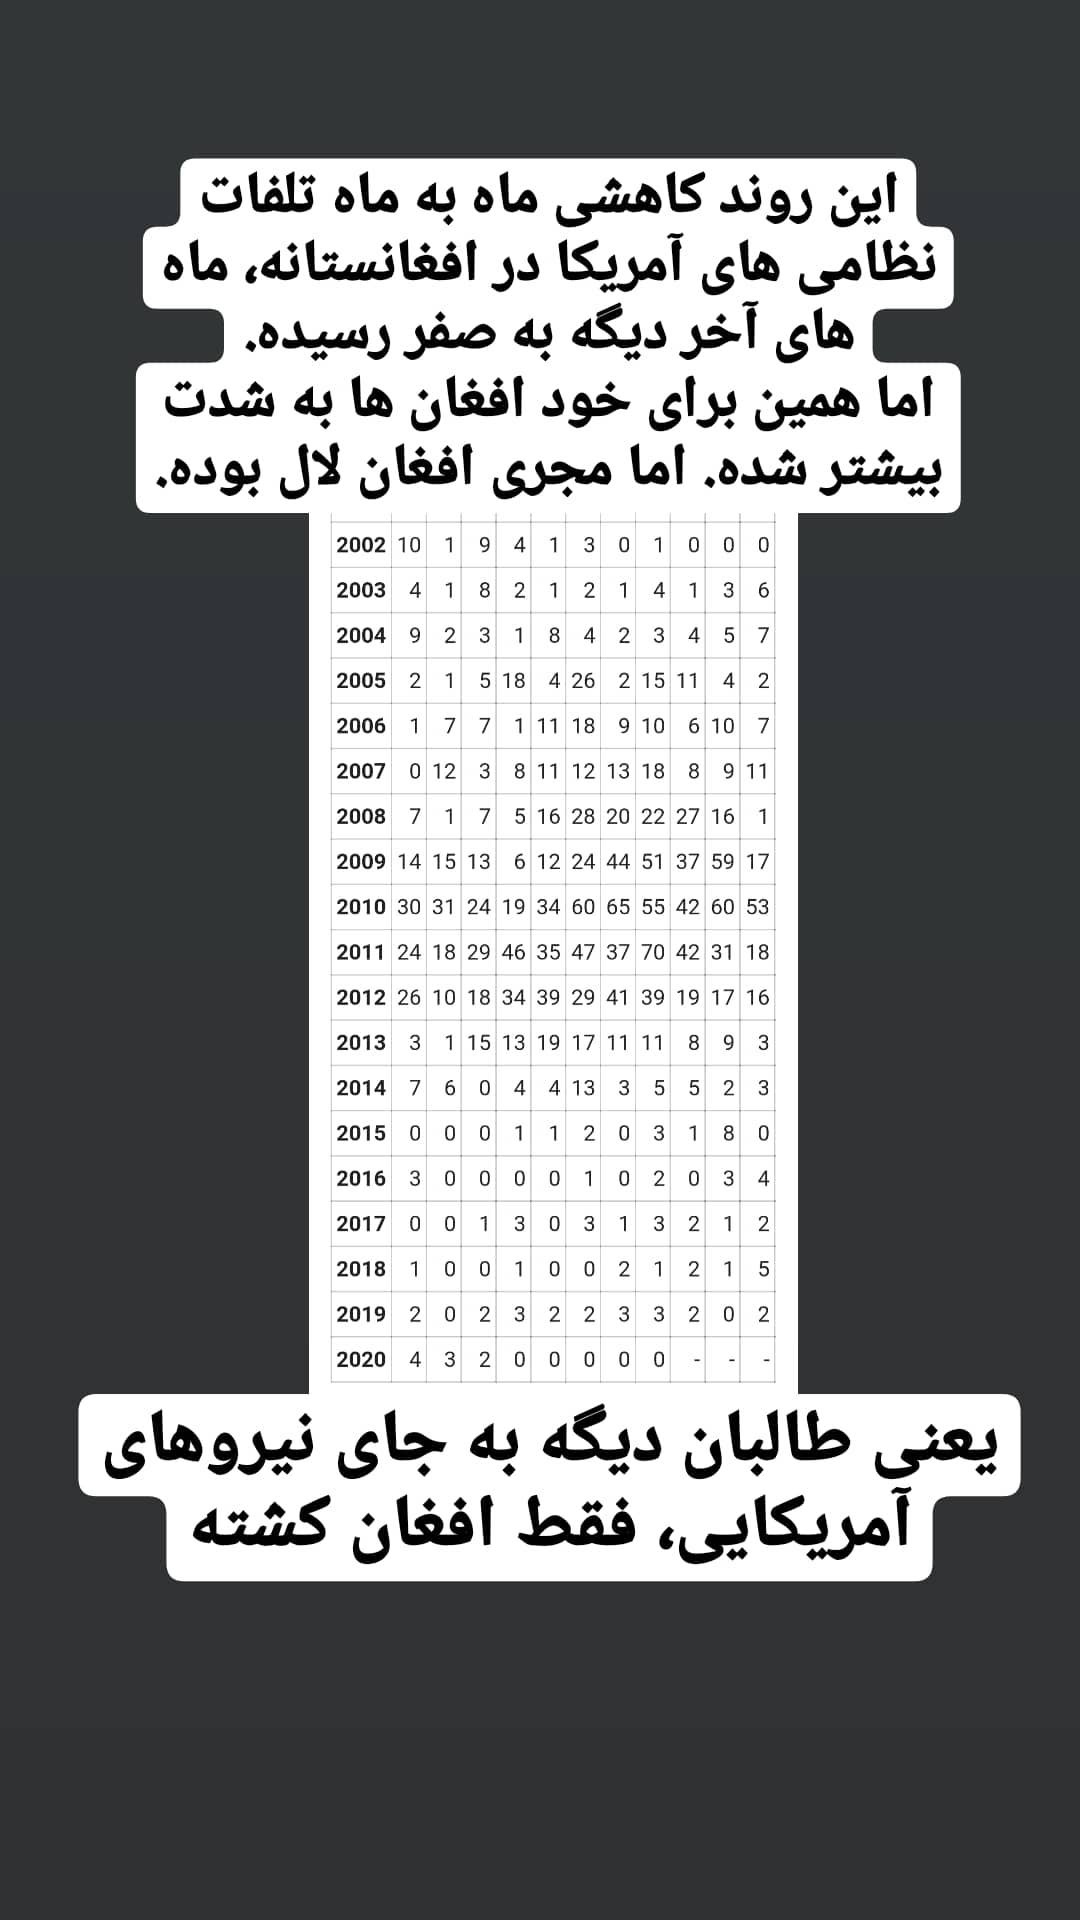 این روند کاهشی ماه به ماه تلفات
نظامی های آمریکا در افغانستانه، ماه
های آخر دیگه به صفر رسیده.
اما همین برای خود افغان ها به شدت
بیشتر شده. اما مجری افغان لال بوده.
2002 10 1 9 4 1 3 0 1 0 0 0
2003 4 1 8 2 1 2 1 4 1 3 6
2004 9 2 3 1 8 4 2 3 4 5 7
2005 2 1 5 18 4 26 2 15 11 4 2
2006 1 7 7 1 11 18 9 10 6 10 7
2007 0 12 3 8 11 12 13 18 8 9 11
2008 7 1 7 5 16 28 20 22 27 16 1
2009 14 15 13 6 12 24 44 51 37 59 17
2010 30 31 24 19 34 60 65 55 42 60 53
2011 24 18 29 46 35 47 37 70 42 31 18
2012 26 10 18 34 39 29 41 39 19 17 16
2013 3 1 15 13 19 17 11 11 8 9 3
2014 7 6 0 4 4 13 3 5 5 2 3
2015 0 0 0 1 1 2 0 3 1 8 0
2016 3 0 0 0 0 1 0 2 0 3 4
2017 0 0 1 3 0 3 1 3 2 1 2
2018 1 0 0 1 0 0 2 1 2 1 5
2019 2 0 2 3 2 2 3 3 2 0 2
2020 4 3 2 0 0 0 0 0 - - -
یعنی طالبان دیگه به جای نیروهای
آمریکایی، فقط افغان کشته